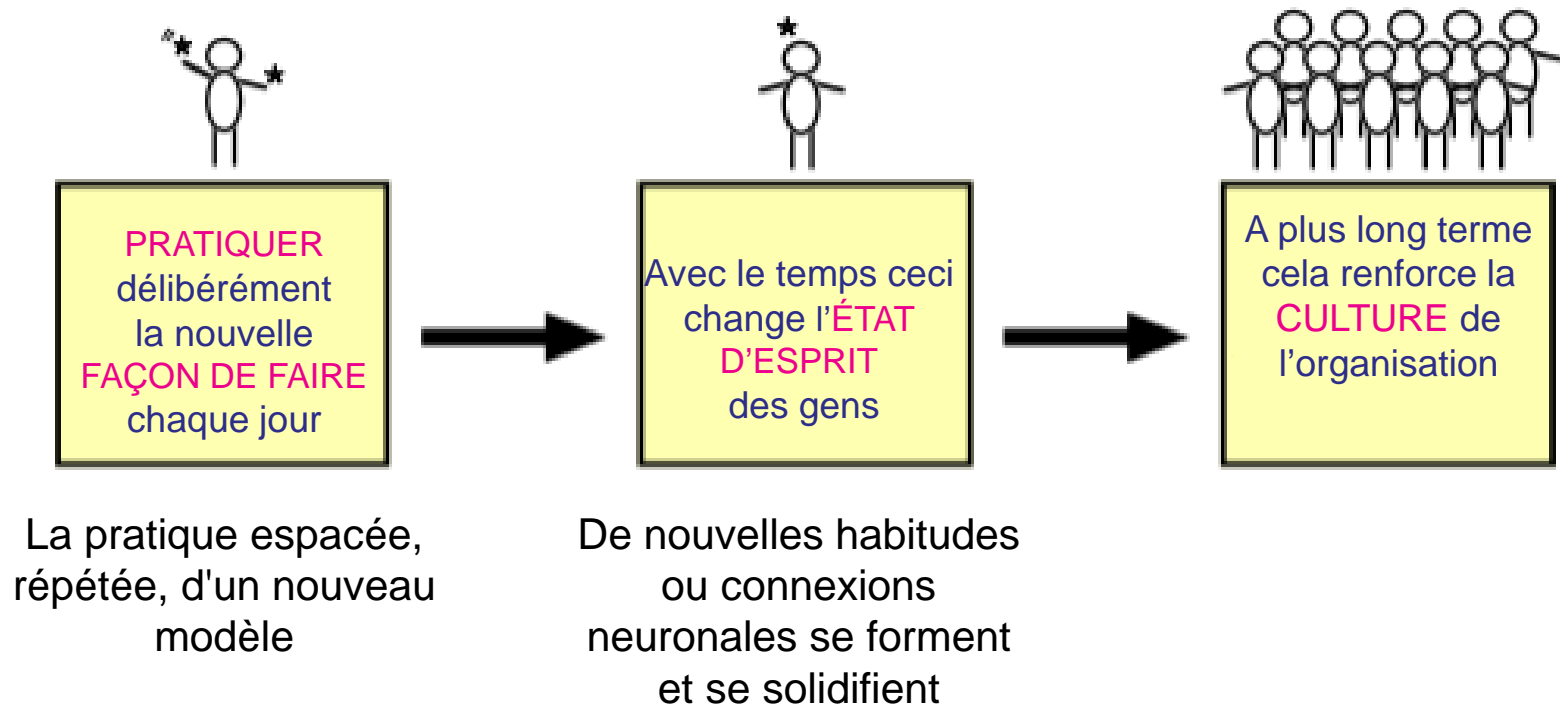 PRATIQUER
délibérément
la nouvelle
FAÇON DE FAIRE
chaque jour
Avec le temps ceci
change l’ÉTAT
D’ESPRIT
des gens
A plus long terme
cela renforce la
CULTURE de
l’organisation
La pratique espacée,
répétée, d'un nouveau
modèle
De nouvelles habitudes
ou connexions
neuronales se forment
et se solidifient